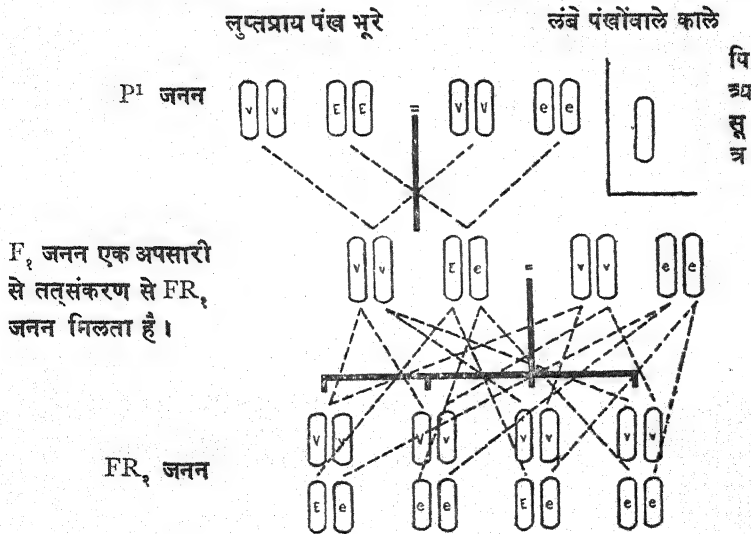 लुप्तप्राय पंख भूरे
लंबे पंखोंवाले काले
P¹ जनन
v v E E = V V e e
पि
त्र्य
सू
त्र
F₁ जनन एक अपसारी
से तत्संकरण से FR₁
जनन मिलता है।
V v E e = v v e e
V v V v v v v v
FR₁ जनन
E e e e E e e e